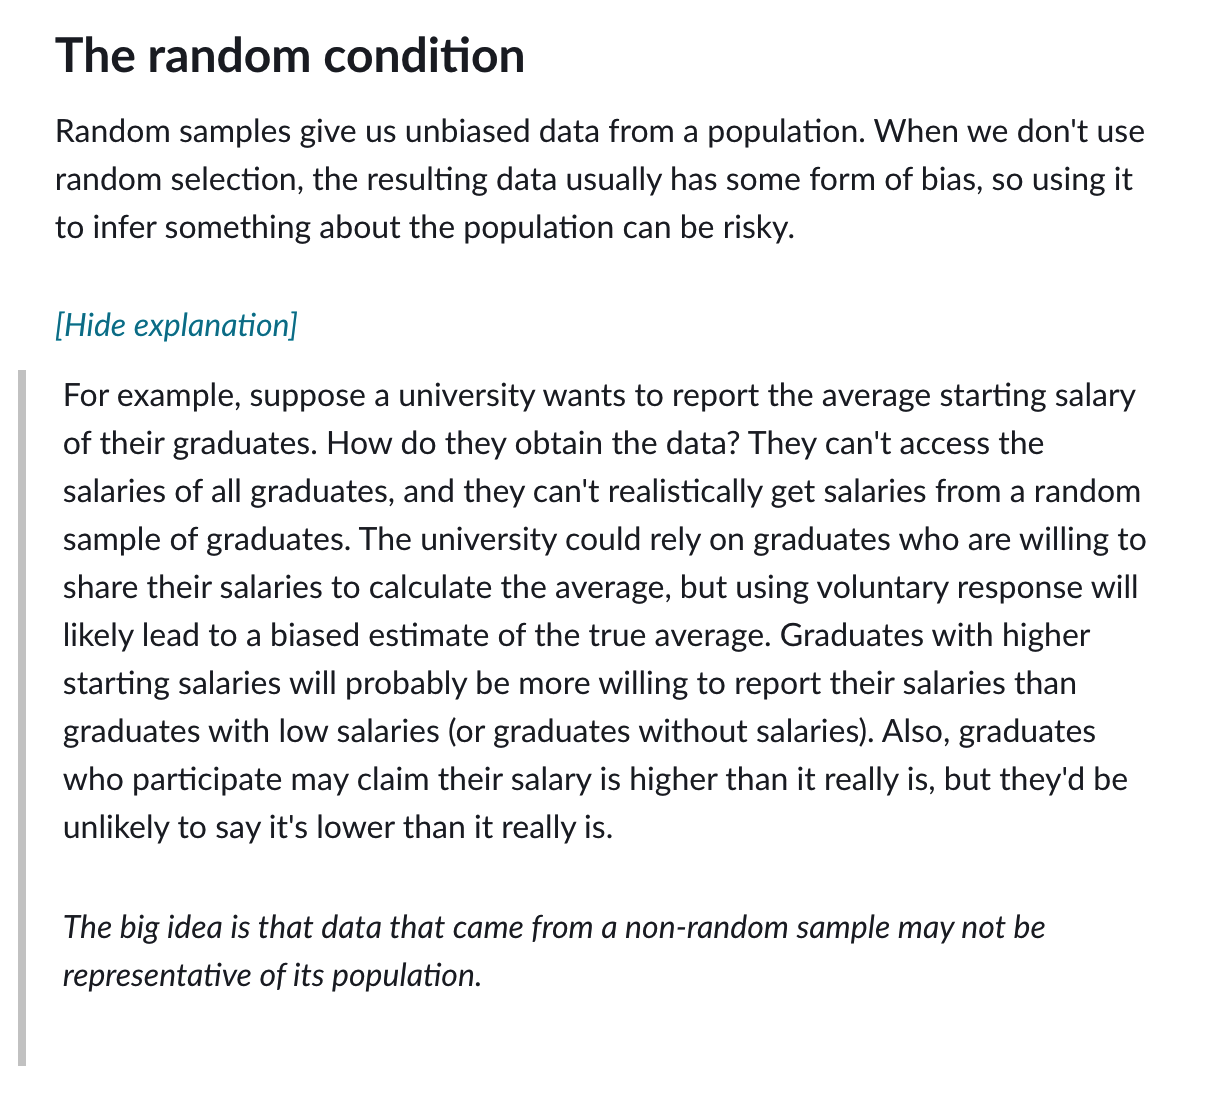 The random condition
Random samples give us unbiased data from a population. When we don't use
random selection, the resulting data usually has some form of bias, so using it
to infer something about the population can be risky.
[Hide explanation]
For example, suppose a university wants to report the average starting salary
of their graduates. How do they obtain the data? They can't access the
salaries of all graduates, and they can't realistically get salaries from a random
sample of graduates. The university could rely on graduates who are willing to
share their salaries to calculate the average, but using voluntary response will
likely lead to a biased estimate of the true average. Graduates with higher
starting salaries will probably be more willing to report their salaries than
graduates with low salaries (or graduates without salaries). Also, graduates
who participate may claim their salary is higher than it really is, but they'd be
unlikely to say it's lower than it really is.
The big idea is that data that came from a non-random sample may not be
representative of its population.